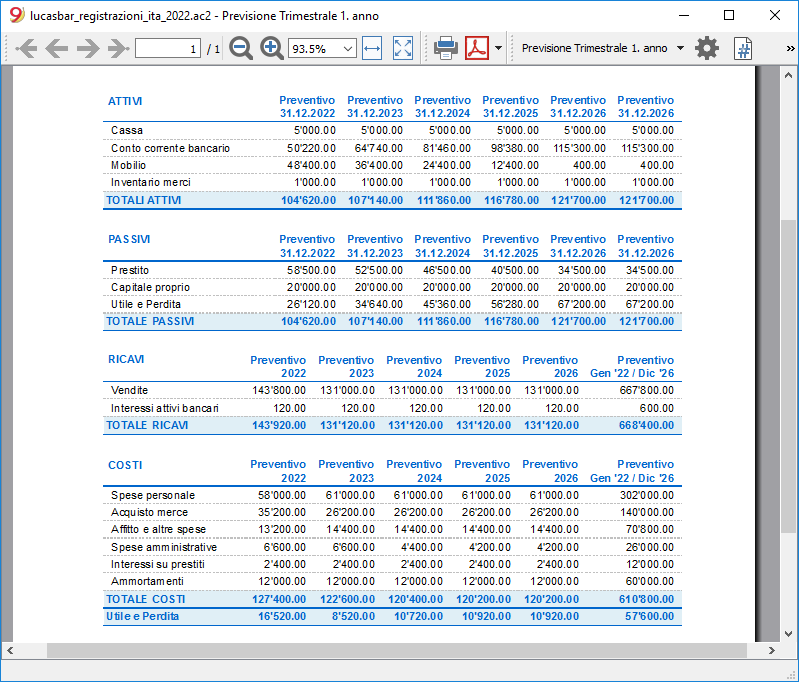 lucasbar_registrazioni_ita_2022.ac2 - Previsione Trimestrale 1. anno
1 / 1 93.5% Previsione Trimestrale 1. anno
ATTIVI Preventivo Preventivo Preventivo Preventivo Preventivo Preventivo
31.12.2022 31.12.2023 31.12.2024 31.12.2025 31.12.2026 31.12.2026
Cassa 5'000.00 5'000.00 5'000.00 5'000.00 5'000.00 5'000.00
Conto corrente bancario 50'220.00 64'740.00 81'460.00 98'380.00 115'300.00 115'300.00
Mobilio 48'400.00 36'400.00 24'400.00 12'400.00 400.00 400.00
Inventario merci 1'000.00 1'000.00 1'000.00 1'000.00 1'000.00 1'000.00
TOTALI ATTIVI 104'620.00 107'140.00 111'860.00 116'780.00 121'700.00 121'700.00
PASSIVI Preventivo Preventivo Preventivo Preventivo Preventivo Preventivo
31.12.2022 31.12.2023 31.12.2024 31.12.2025 31.12.2026 31.12.2026
Prestito 58'500.00 52'500.00 46'500.00 40'500.00 34'500.00 34'500.00
Capitale proprio 20'000.00 20'000.00 20'000.00 20'000.00 20'000.00 20'000.00
Utile e Perdita 26'120.00 34'640.00 45'360.00 56'280.00 67'200.00 67'200.00
TOTALE PASSIVI 104'620.00 107'140.00 111'860.00 116'780.00 121'700.00 121'700.00
RICAVI Preventivo Preventivo Preventivo Preventivo Preventivo Preventivo
2022 2023 2024 2025 2026 Gen '22 / Dic '26
Vendite 143'800.00 131'000.00 131'000.00 131'000.00 131'000.00 667'800.00
Interessi attivi bancari 120.00 120.00 120.00 120.00 120.00 600.00
TOTALE RICAVI 143'920.00 131'120.00 131'120.00 131'120.00 131'120.00 668'400.00
COSTI Preventivo Preventivo Preventivo Preventivo Preventivo Preventivo
2022 2023 2024 2025 2026 Gen '22 / Dic '26
Spese personale 58'000.00 61'000.00 61'000.00 61'000.00 61'000.00 302'000.00
Acquisto merce 35'200.00 26'200.00 26'200.00 26'200.00 26'200.00 140'000.00
Affitto e altre spese 13'200.00 14'400.00 14'400.00 14'400.00 14'400.00 70'800.00
Spese amministrative 6'600.00 6'600.00 4'400.00 4'200.00 4'200.00 26'000.00
Interessi su prestiti 2'400.00 2'400.00 2'400.00 2'400.00 2'400.00 12'000.00
Ammortamenti 12'000.00 12'000.00 12'000.00 12'000.00 12'000.00 60'000.00
TOTALE COSTI 127'400.00 122'600.00 120'400.00 120'200.00 120'200.00 610'800.00
Utile e Perdita 16'520.00 8'520.00 10'720.00 10'920.00 10'920.00 57'600.00